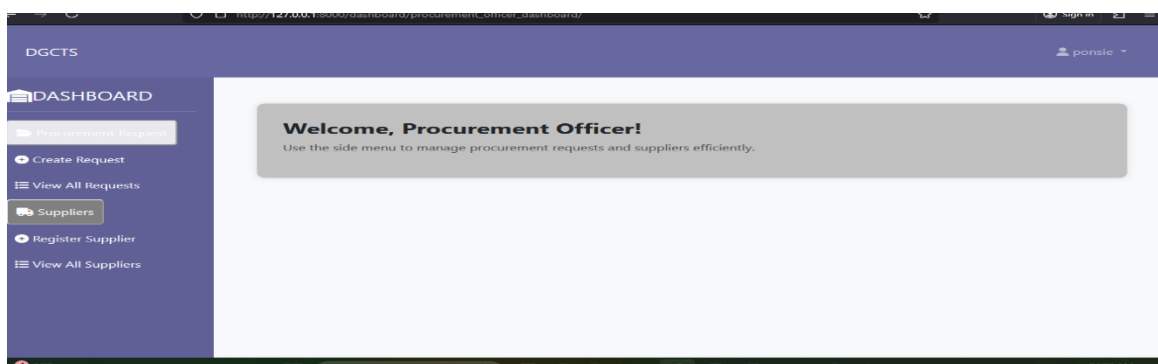 http://127.0.0.1:8000/dashboard/procurement_officer_dashboard/
Sign in
DGCTS
ponsie
DASHBOARD
Procurement Request
Create Request
View All Requests
Suppliers
Register Supplier
View All Suppliers
Welcome, Procurement Officer!
Use the side menu to manage procurement requests and suppliers efficiently.